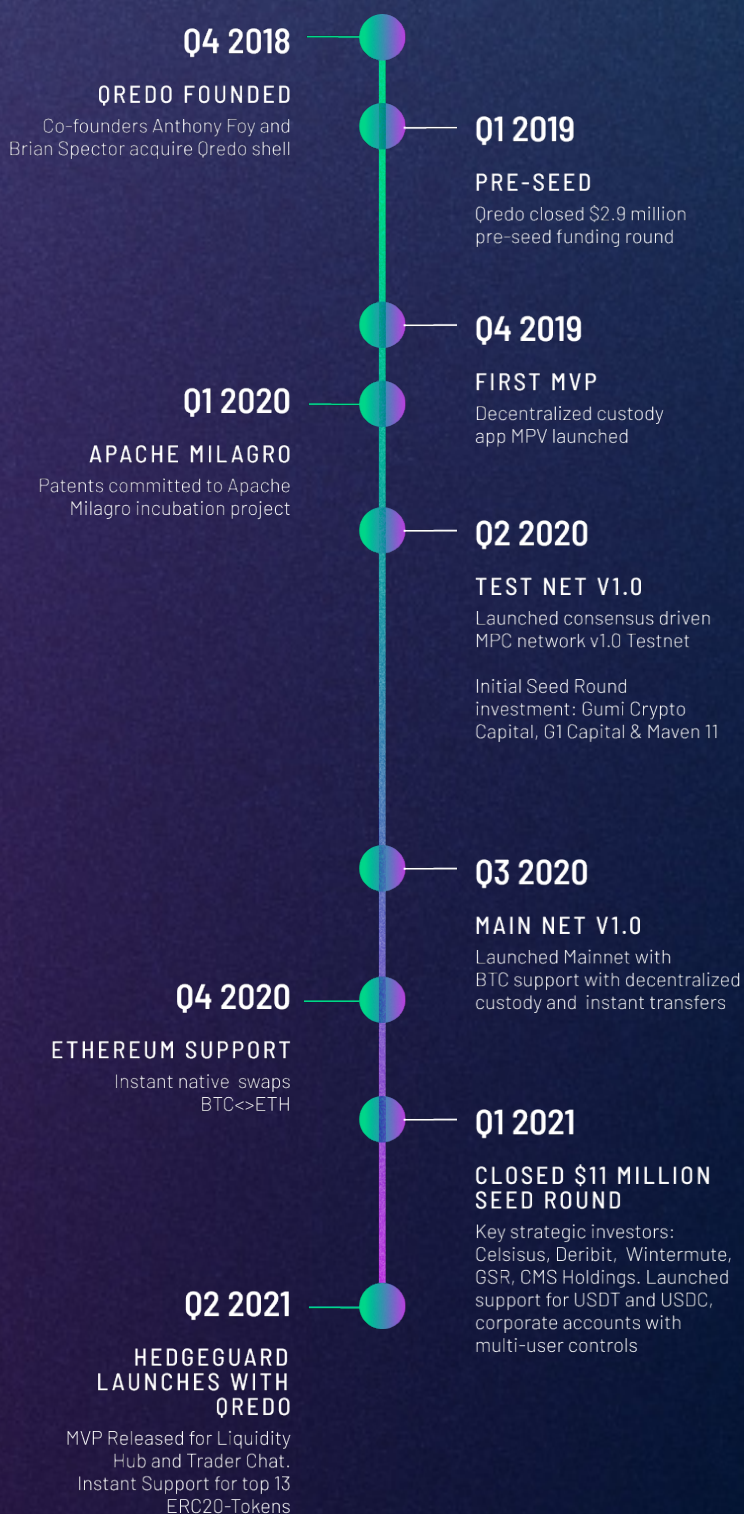 Q4 2018
QREDO FOUNDED
Co-founders Anthony Foy and
Brian Spector acquire Qredo shell
Q1 2019
PRE-SEED
Qredo closed $2.9 million
pre-seed funding round
Q4 2019
FIRST MVP
Decentralized custody
app MPV launched
Q1 2020
APACHE MILAGRO
Patents committed to Apache
Milagro incubation project
Q2 2020
TEST NET V1.0
Launched consensus driven
MPC network v1.0 Testnet
Initial Seed Round
investment: Gumi Crypto
Capital, G1 Capital & Maven 11
Q3 2020
MAIN NET V1.0
Launched Mainnet with
BTC support with decentralized
custody and instant transfers
Q4 2020
ETHEREUM SUPPORT
Instant native swaps
BTC<>ETH
Q1 2021
CLOSED $11 MILLION
SEED ROUND
Key strategic investors:
Celsisus, Deribit, Wintermute,
GSR, CMS Holdings. Launched
support for USDT and USDC,
corporate accounts with
multi-user controls
Q2 2021
HEDGEGUARD
LAUNCHES WITH
QREDO
MVP Released for Liquidity
Hub and Trader Chat.
Instant Support for top 13
ERC20-Tokens